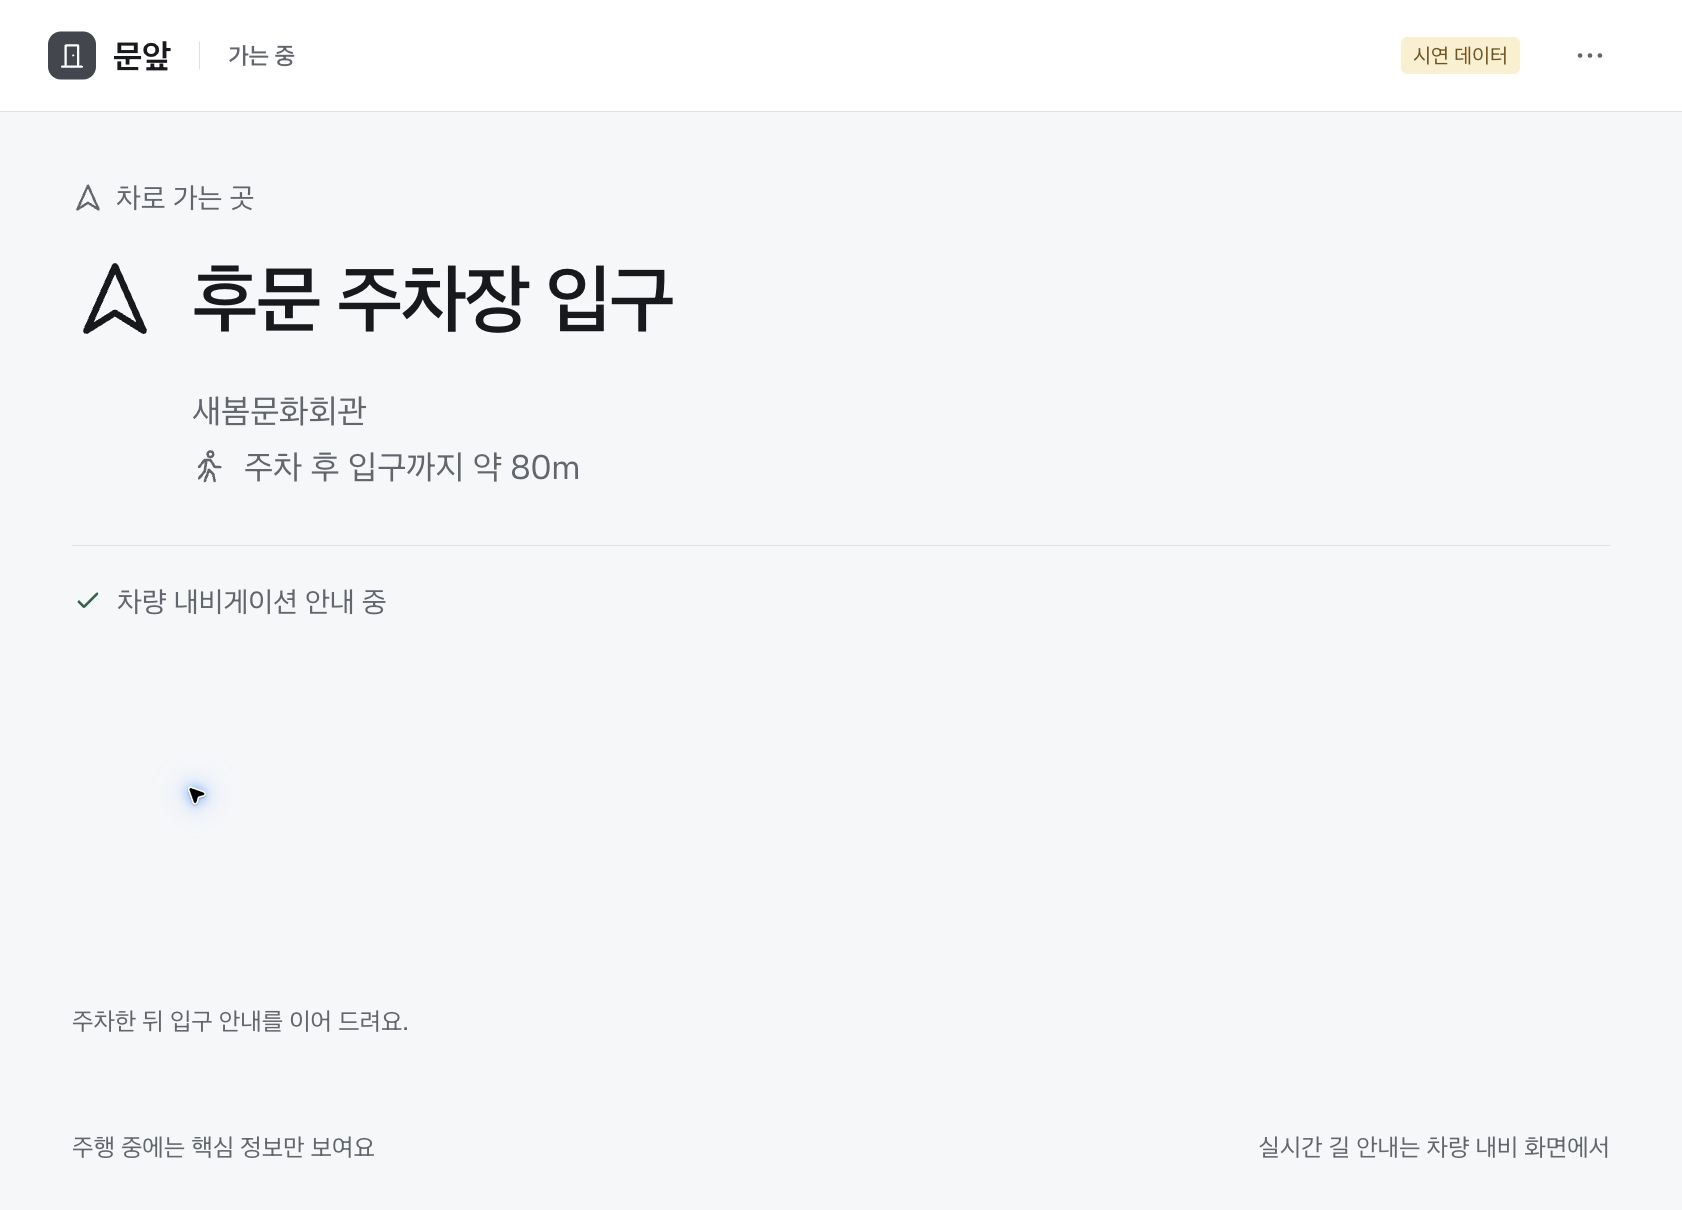 문앞
가는 중
시연 데이터
차로 가는 곳
후문 주차장 입구
새봄문화회관
주차 후 입구까지 약 80m
차량 내비게이션 안내 중
주차한 뒤 입구 안내를 이어 드려요.
주행 중에는 핵심 정보만 보여요
실시간 길 안내는 차량 내비 화면에서